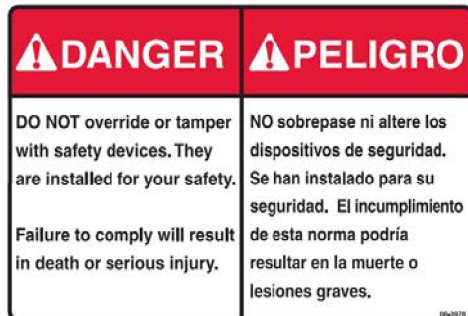 DANGER
DO NOT override or tamper
with safety devices. They
are installed for your safety.
Failure to comply will result
in death or serious injury.
PELIGRO
NO sobrepase ni altere los
dispositivos de seguridad.
Se han instalado para su
seguridad. El incumplimiento
de esta norma podría
resultar en la muerte o
lesiones graves.